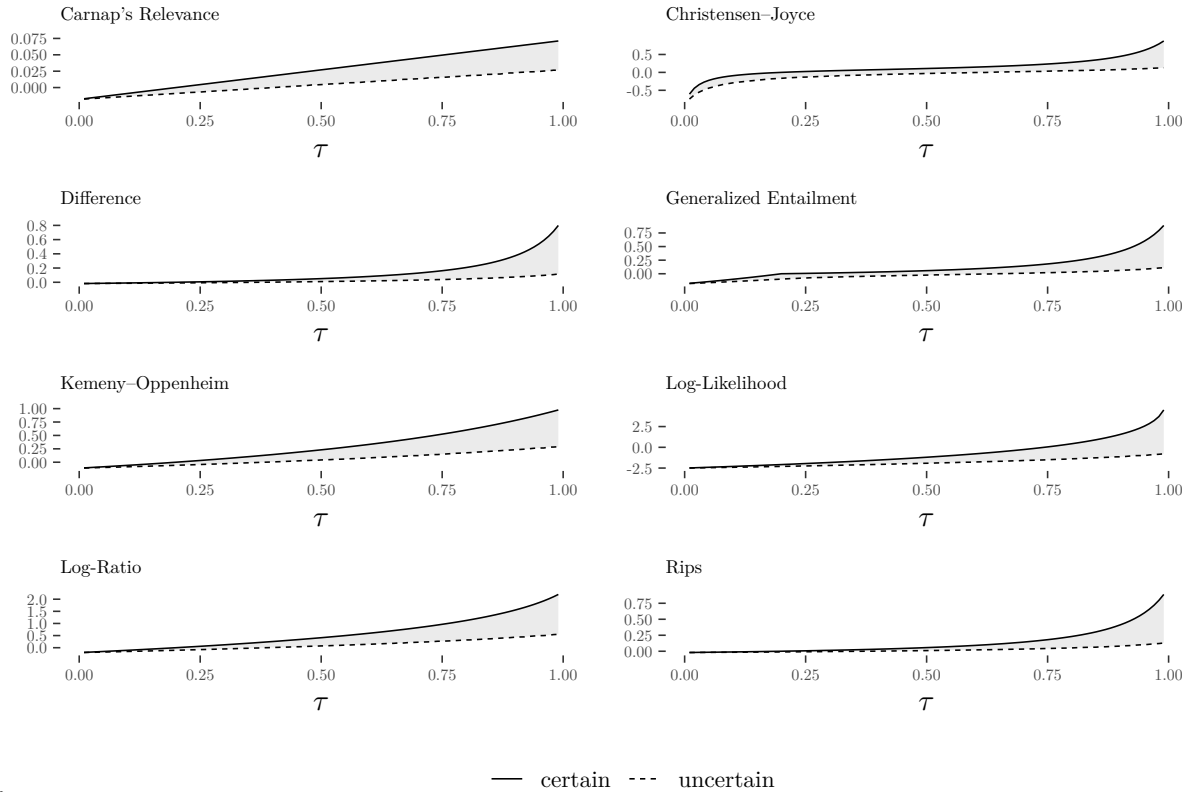 Carnap's Relevance
0.075
0.050
0.025
0.000
0.00 0.25 0.50 0.75 1.00
τ
Christensen–Joyce
0.5
0.0
-0.5
0.00 0.25 0.50 0.75 1.00
τ
Difference
0.8
0.6
0.4
0.2
0.0
0.00 0.25 0.50 0.75 1.00
τ
Generalized Entailment
0.75
0.50
0.25
0.00
0.00 0.25 0.50 0.75 1.00
τ
Kemeny–Oppenheim
1.00
0.75
0.50
0.25
0.00
0.00 0.25 0.50 0.75 1.00
τ
Log-Likelihood
2.5
0.0
-2.5
0.00 0.25 0.50 0.75 1.00
τ
Log-Ratio
2.0
1.5
1.0
0.5
0.0
0.00 0.25 0.50 0.75 1.00
τ
Rips
0.75
0.50
0.25
0.00
0.00 0.25 0.50 0.75 1.00
τ
certain uncertain